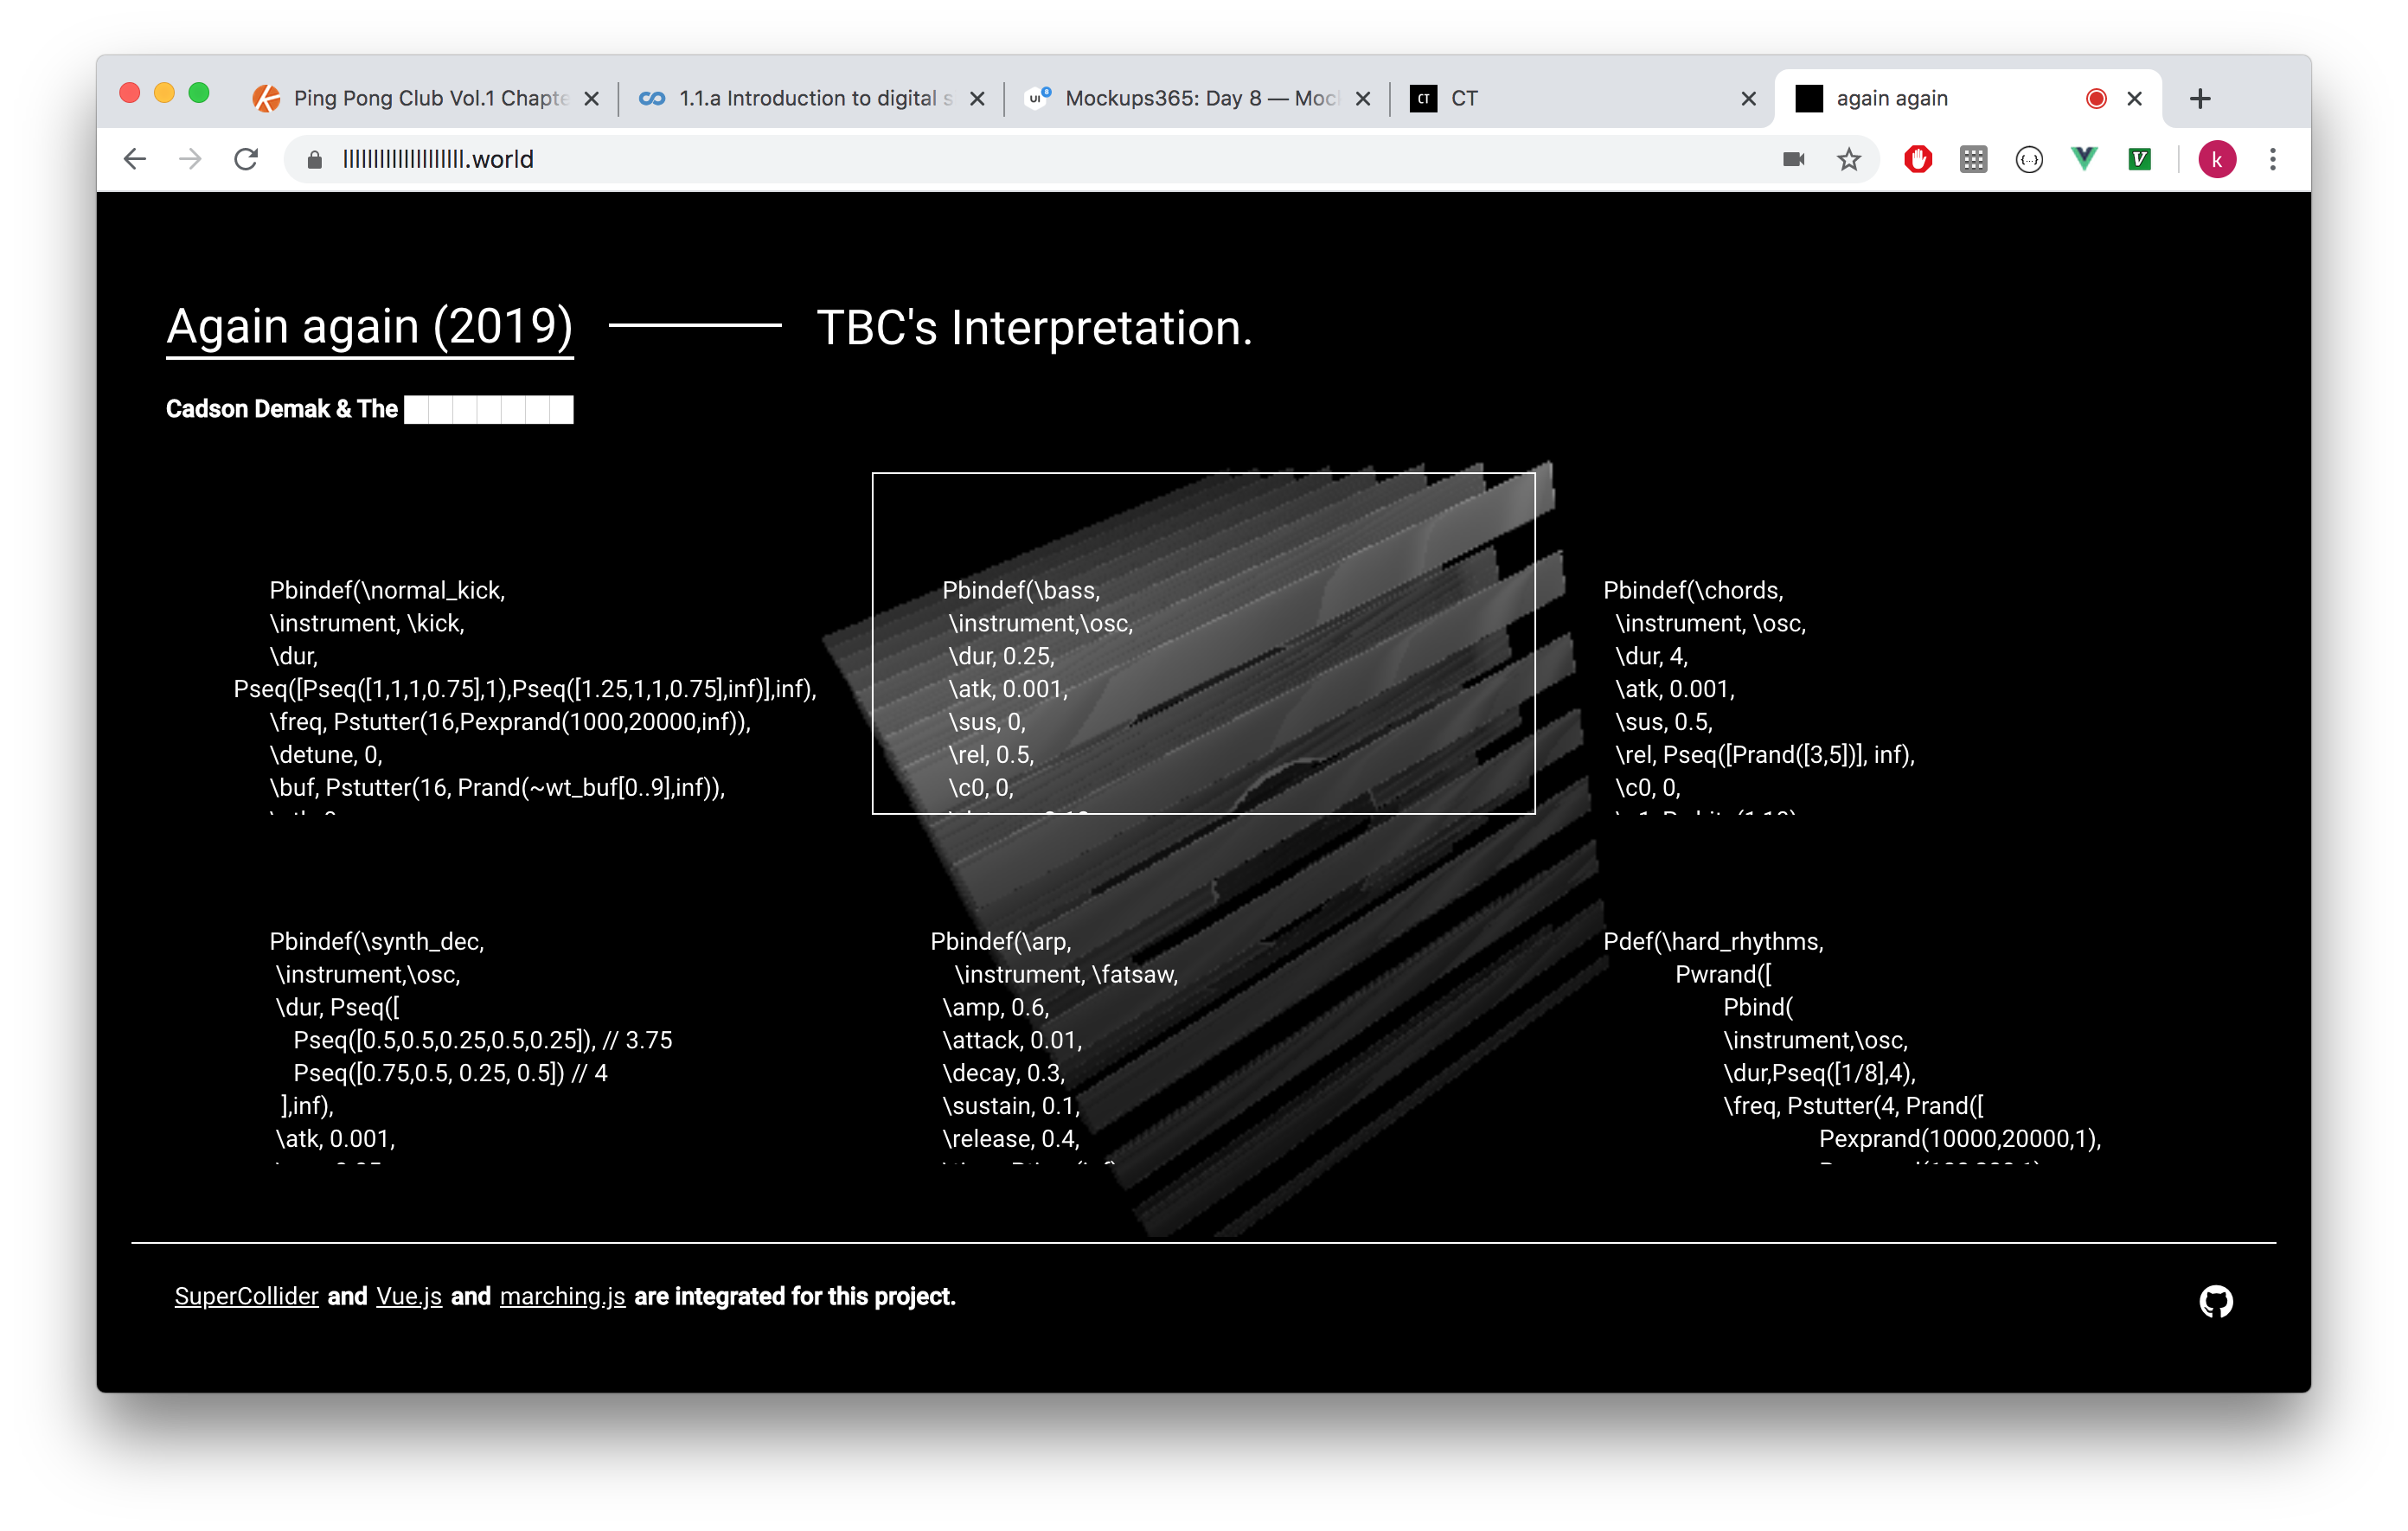 Ping Pong Club Vol.1 Chapte
1.1.a Introduction to digital s
Mockups365: Day 8 — Moc
CT CT
again again
llllllllllllllllllll.world
k
Again again (2019)
TBC's Interpretation.
Cadson Demak & The ███████
Pbindef(\normal_kick,
\instrument, \kick,
\dur,
Pseq([Pseq([1,1,1,0.75],1),Pseq([1.25,1,1,0.75],inf)],inf),
\freq, Pstutter(16,Pexprand(1000,20000,inf)),
\detune, 0,
\buf, Pstutter(16, Prand(~wt_buf[0..9],inf)),
Pbindef(\bass,
\instrument,\osc,
\dur, 0.25,
\atk, 0.001,
\sus, 0,
\rel, 0.5,
\c0, 0,
Pbindef(\chords,
\instrument, \osc,
\dur, 4,
\atk, 0.001,
\sus, 0.5,
\rel, Pseq([Prand([3,5])], inf),
\c0, 0,
Pbindef(\synth_dec,
\instrument,\osc,
\dur, Pseq([
Pseq([0.5,0.5,0.25,0.5,0.25]), // 3.75
Pseq([0.75,0.5, 0.25, 0.5]) // 4
],inf),
\atk, 0.001,
Pbindef(\arp,
\instrument, \fatsaw,
\amp, 0.6,
\attack, 0.01,
\decay, 0.3,
\sustain, 0.1,
\release, 0.4,
Pdef(\hard_rhythms,
Pwrand([
Pbind(
\instrument,\osc,
\dur,Pseq([1/8],4),
\freq, Pstutter(4, Prand([
Pexprand(10000,20000,1),
SuperCollider and Vue.js and marching.js are integrated for this project.